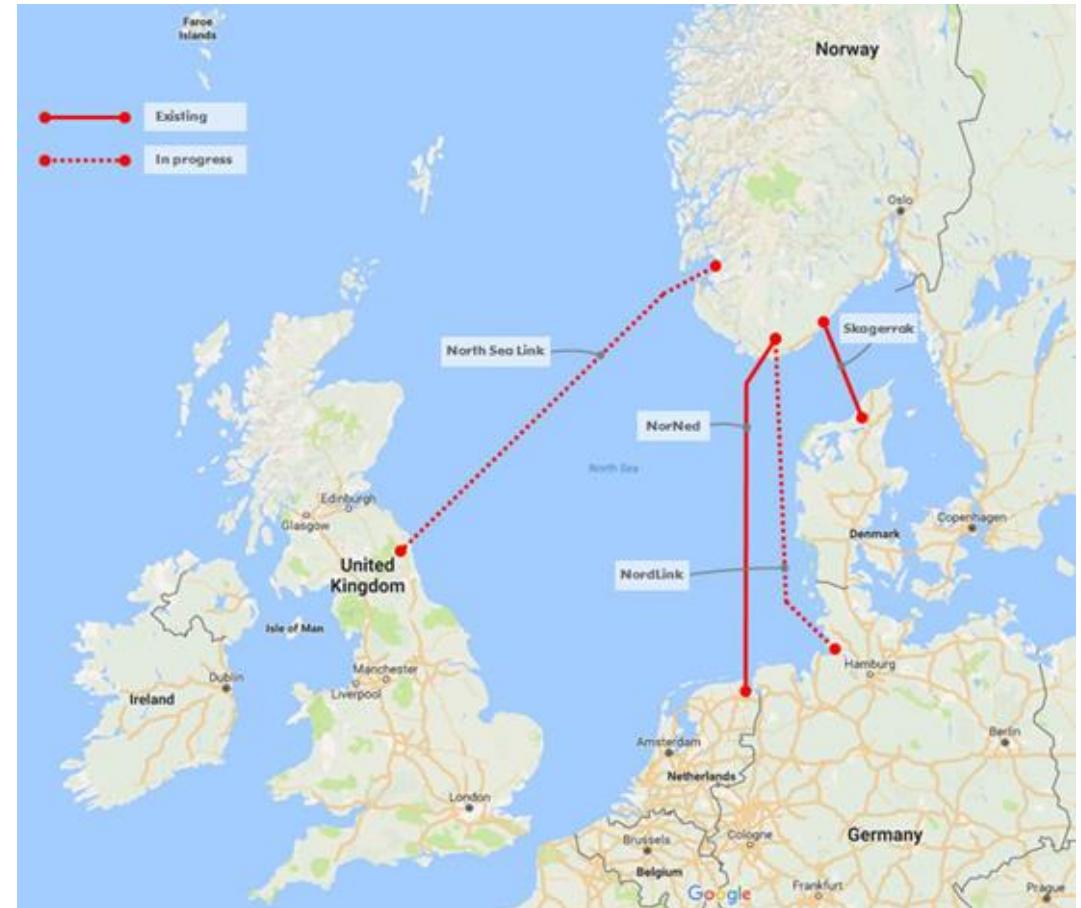 Faroe
Islands
Norway
Existing
In progress
Oslo
Skagerrak
North Sea Link
NorNed
North Sea
Edinburgh
Glasgow
Copenhagen
Denmark
United
Kingdom
NordLink
Isle of Man
Hamburg
Manchester
Dublin
Liverpool
Ireland
Berlin
Amsterdam
Netherlands
London
Brussels
Cologne
Germany
Belgium
Google
Frankfurt
Prague